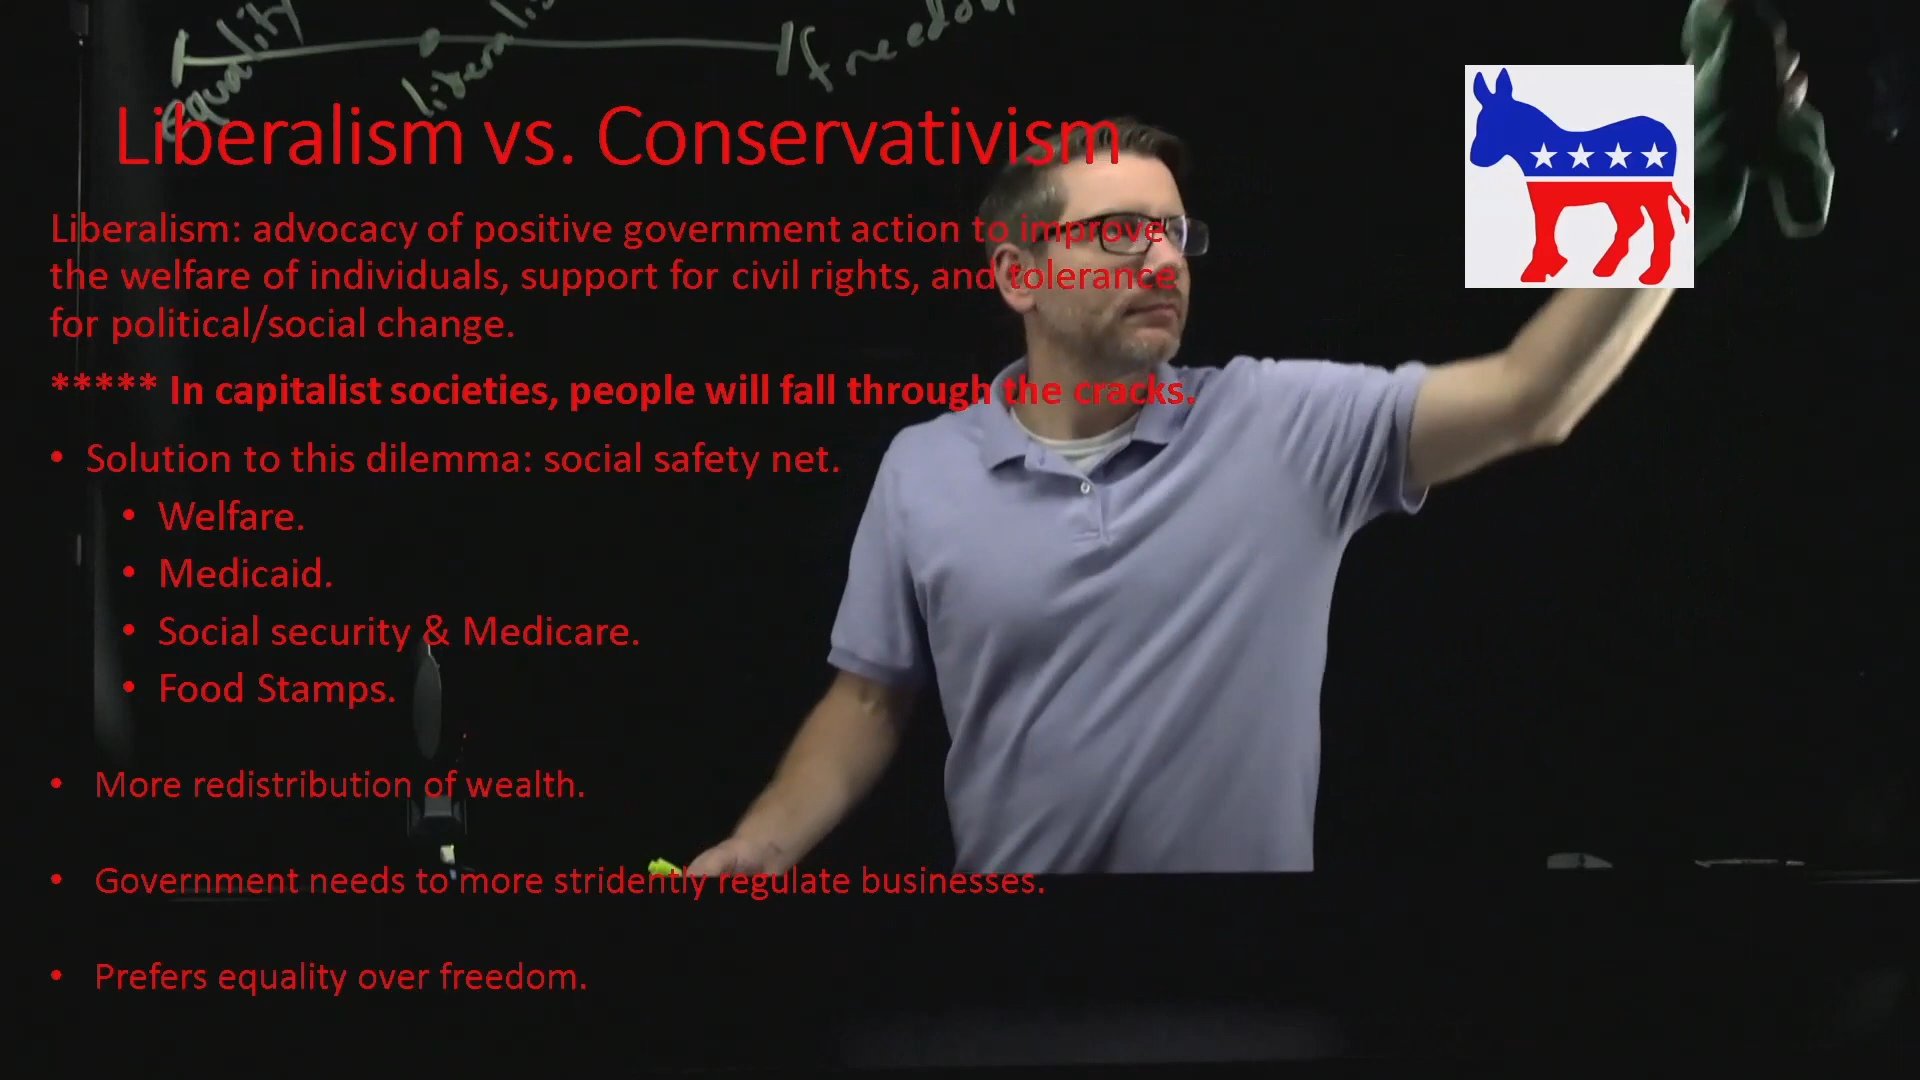 equality
liberalis
freedom
Liberalism vs. Conservativism
Liberalism: advocacy of positive government action to improve
the welfare of individuals, support for civil rights, and tolerance
for political/social change.
***** In capitalist societies, people will fall through the cracks.
• Solution to this dilemma: social safety net.
• Welfare.
• Medicaid.
• Social security & Medicare.
• Food Stamps.
• More redistribution of wealth.
• Government needs to more stridently regulate businesses.
• Prefers equality over freedom.